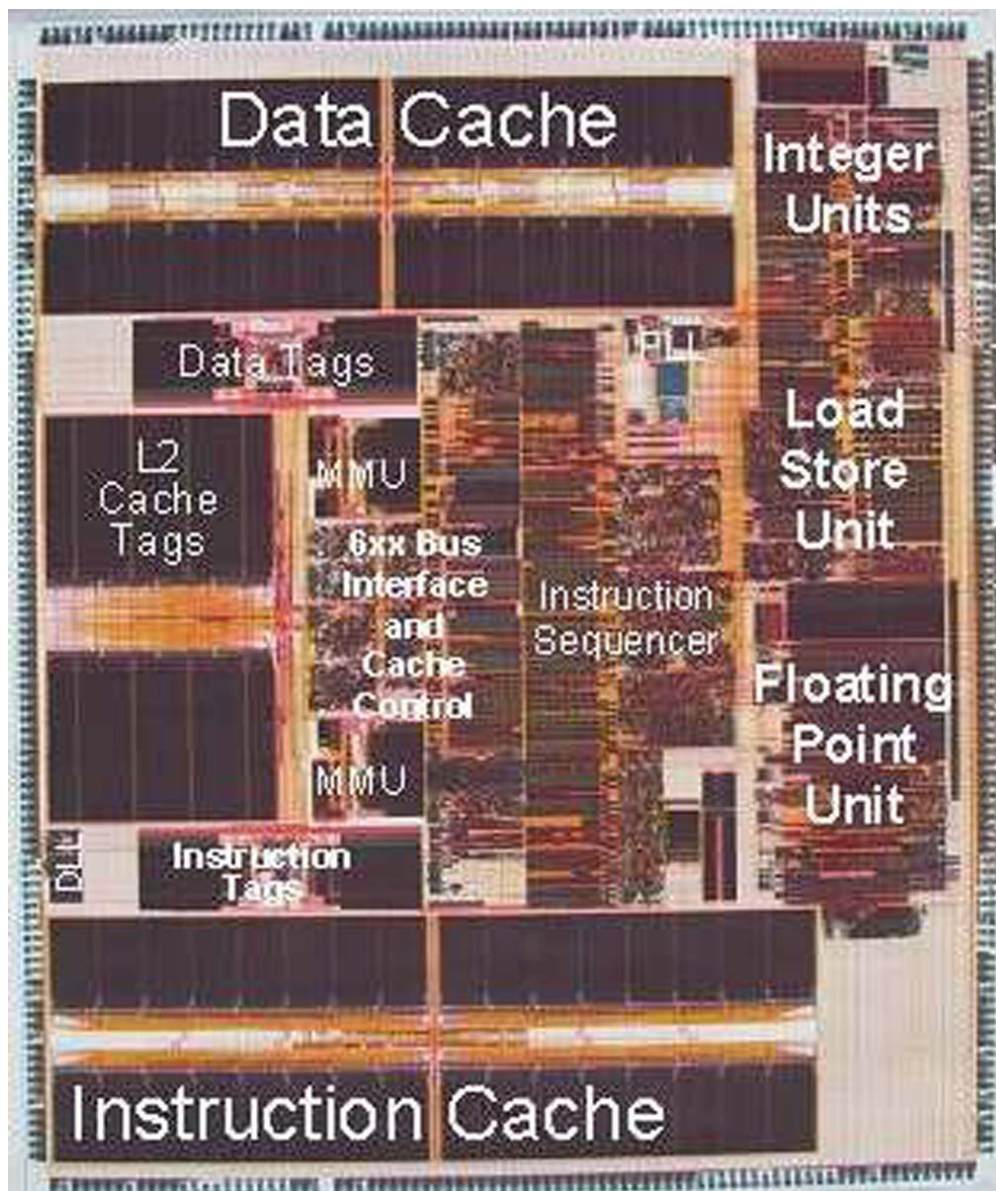 Data Cache
Integer
Units
Data Tags
L2
Cache
Tags
MMU
Load
Store
Unit
6xx Bus
Interface
and
Cache
Control
Instruction
Sequencer
MMU
Floating
Point
Unit
DLL
Instruction
Tags
Instruction Cache